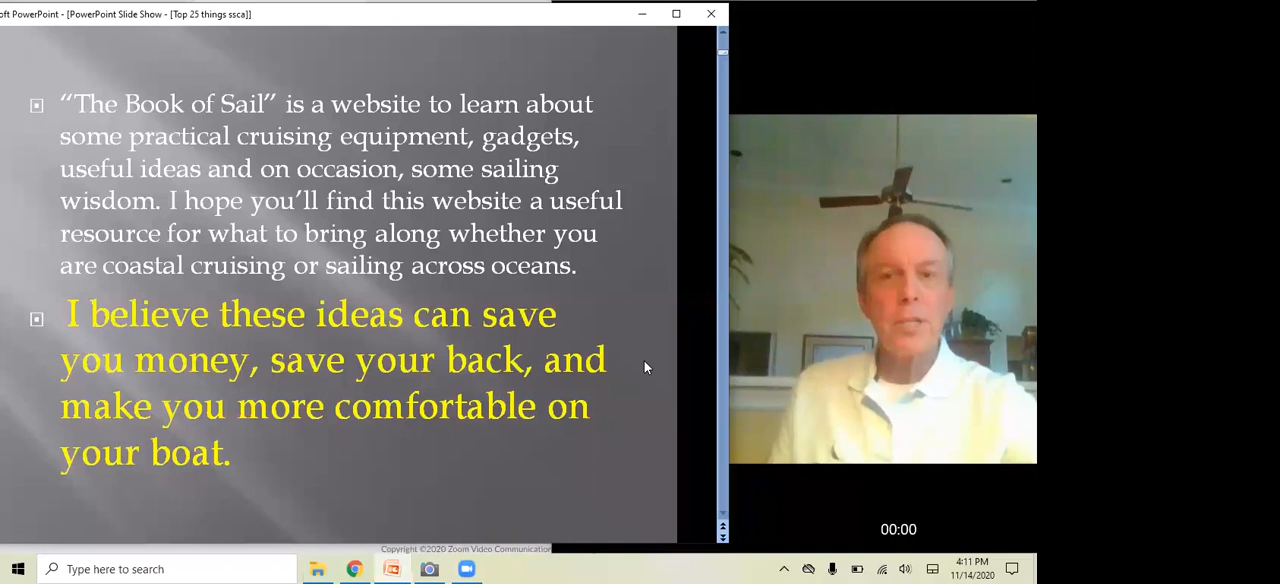 oft PowerPoint - [PowerPoint Slide Show - [Top 25 things ssca]]
“The Book of Sail” is a website to learn about
some practical cruising equipment, gadgets,
useful ideas and on occasion, some sailing
wisdom. I hope you’ll find this website a useful
resource for what to bring along whether you
are coastal cruising or sailing across oceans.
I believe these ideas can save
you money, save your back, and
make you more comfortable on
your boat.
00:00
Copyright ©2020 Zoom Video Communication
Type here to search
4:11 PM
11/14/2020